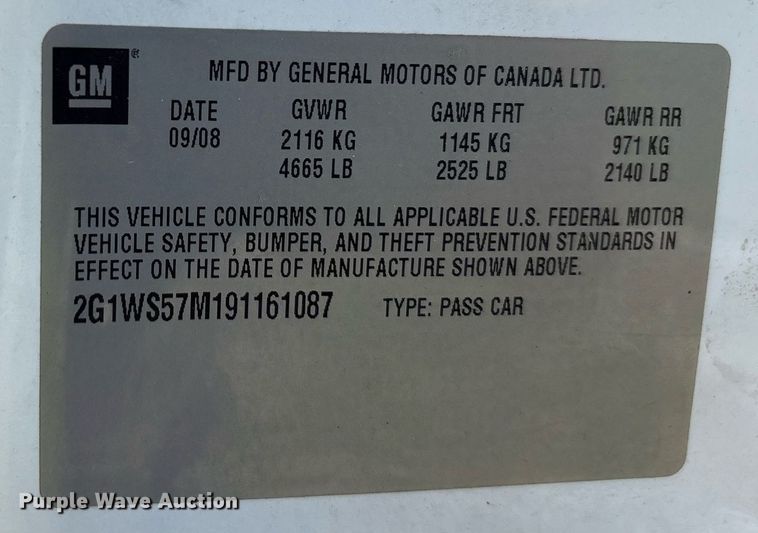 GM®
MFD BY GENERAL MOTORS OF CANADA LTD.
DATE GVWR GAWR FRT GAWR RR
09/08 2116 KG 1145 KG 971 KG
4665 LB 2525 LB 2140 LB
THIS VEHICLE CONFORMS TO ALL APPLICABLE U.S. FEDERAL MOTOR
VEHICLE SAFETY, BUMPER, AND THEFT PREVENTION STANDARDS IN
EFFECT ON THE DATE OF MANUFACTURE SHOWN ABOVE.
2G1WS57M191161087 TYPE: PASS CAR
Purple Wave Auction